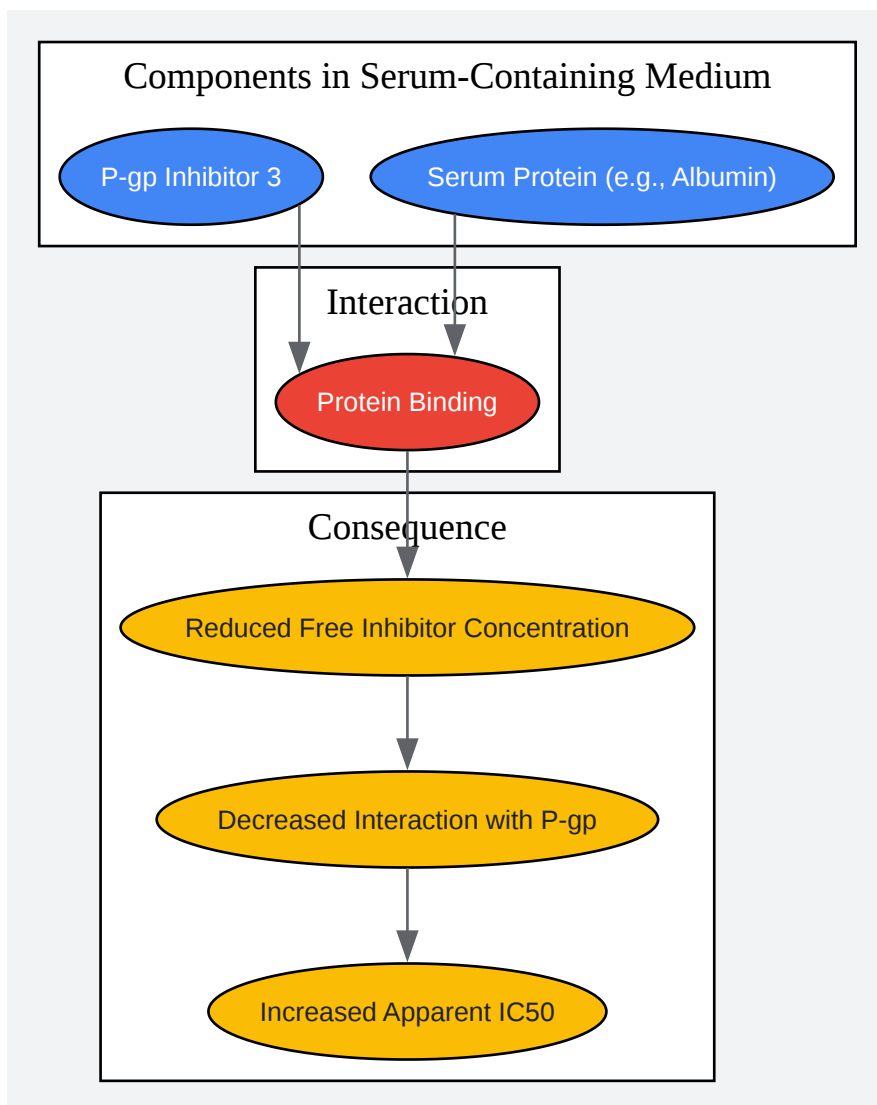 Components in Serum-Containing Medium
P-gp Inhibitor 3
Serum Protein (e.g., Albumin)
Interaction
Protein Binding
Consequence
Reduced Free Inhibitor Concentration
Decreased Interaction with P-gp
Increased Apparent IC50